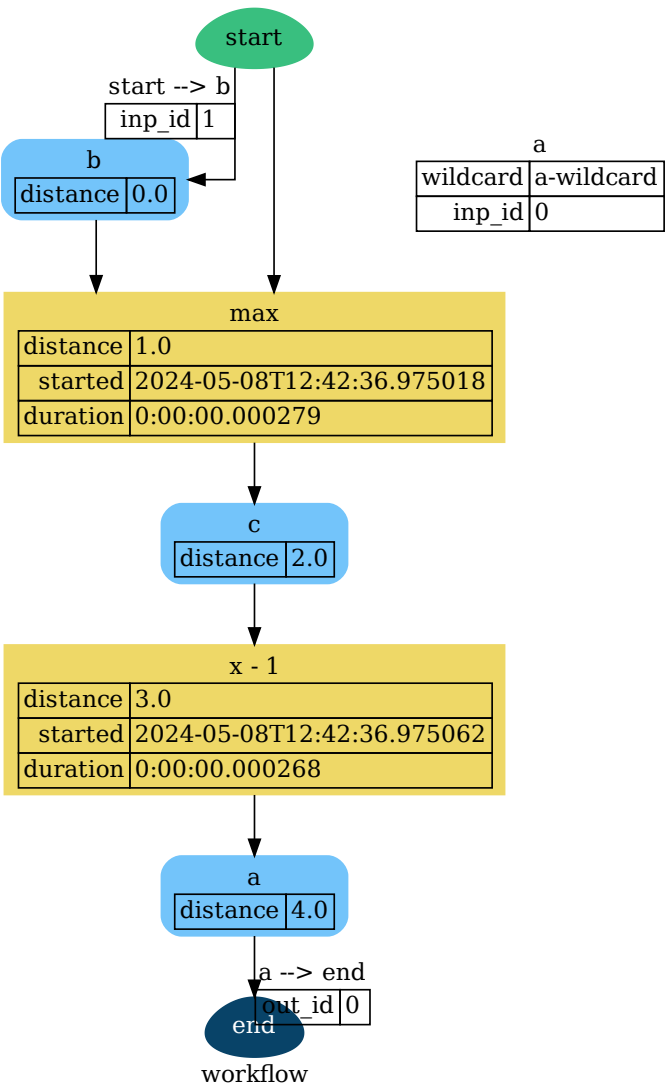 start
start --> b
inp_id 1
b
distance 0.0
a
wildcard a-wildcard
inp_id 0
max
distance 1.0
started 2024-05-08T12:42:36.975018
duration 0:00:00.000279
c
distance 2.0
x - 1
distance 3.0
started 2024-05-08T12:42:36.975062
duration 0:00:00.000268
a
distance 4.0
a --> end
out_id 0
end
workflow